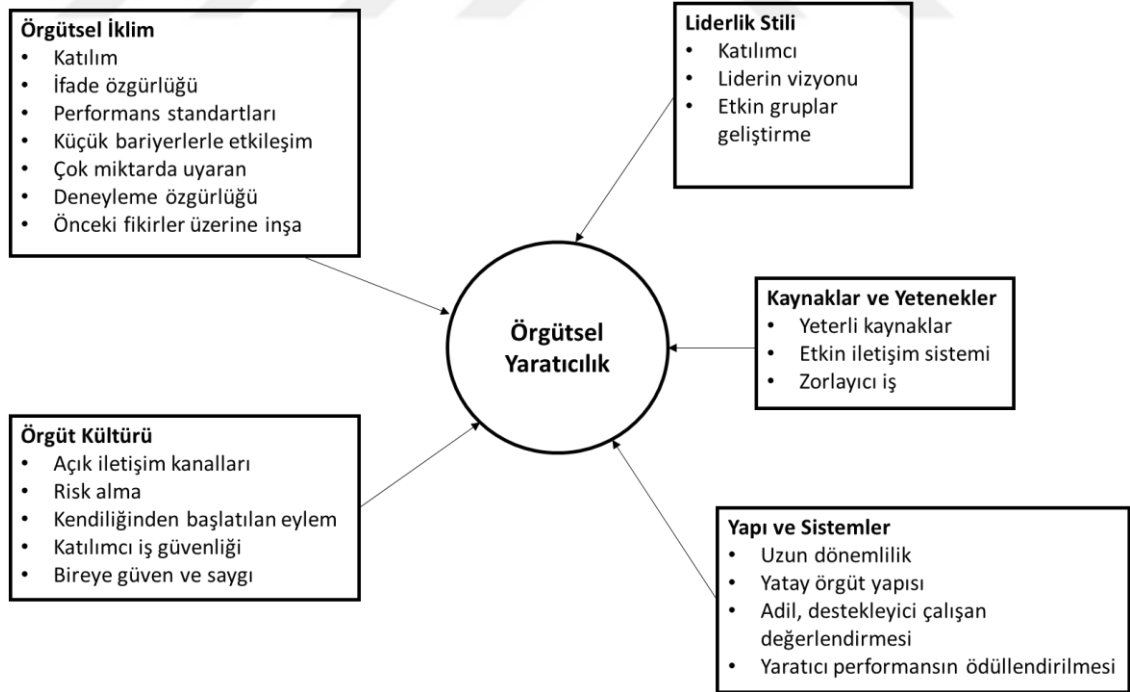 Örgütsel İklim
• Katılım
• İfade özgürlüğü
• Performans standartları
• Küçük bariyerlerle etkileşim
• Çok miktarda uyaran
• Deneyleme özgürlüğü
• Önceki fikirler üzerine inşa
Liderlik Stili
• Katılımcı
• Liderin vizyonu
• Etkin gruplar
geliştirme
Örgütsel
Yaratıcılık
Kaynaklar ve Yetenekler
• Yeterli kaynaklar
• Etkin iletişim sistemi
• Zorlayıcı iş
Örgüt Kültürü
• Açık iletişim kanalları
• Risk alma
• Kendiliğinden başlatılan eylem
• Katılımcı iş güvenliği
• Bireye güven ve saygı
Yapı ve Sistemler
• Uzun dönemlilik
• Yatay örgüt yapısı
• Adil, destekleyici çalışan
değerlendirmesi
• Yaratıcı performansın ödüllendirilmesi